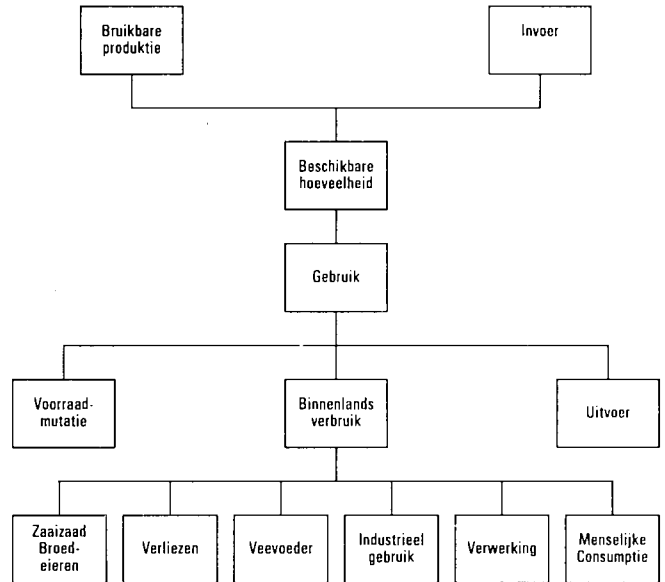 Bruikbare
produktie
Invoer
Beschikbare
hoeveelheid
Gebruik
Voorraad-
mutatie
Binnenlands
verbruik
Uitvoer
Zaaizaad
Broed-
eieren
Verliezen
Veevoeder
Industrieel
gebruik
Verwerking
Menselijke
Consumptie